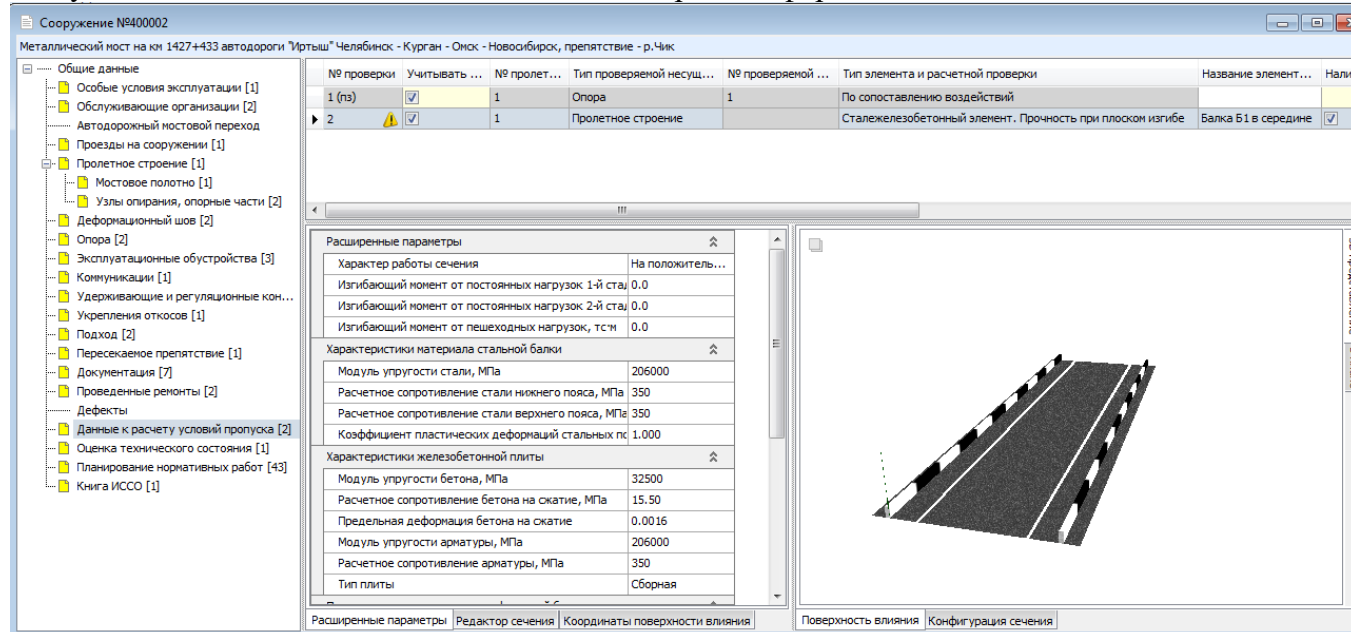 Сооружение №400002
Металлический мост на км 1427+433 автодороги "Иртыш" Челябинск - Курган - Омск - Новосибирск, препятствие - р.Чик
Общие данные
Особые условия эксплуатации [1]
Обслуживающие организации [2]
Автодорожный мостовой переход
Проезды на сооружении [1]
Пролетное строение [1]
Мостовое полотно [1]
Узлы опирания, опорные части [2]
Деформационный шов [2]
Опора [2]
Эксплуатационные обустройства [3]
Коммуникации [1]
Удерживающие и регуляционные кон...
Укрепления откосов [1]
Подход [2]
Пересекаемое препятствие [1]
Документация [7]
Проведенные ремонты [2]
Дефекты
Данные к расчету условий пропуска [2]
Оценка технического состояния [1]
Планирование нормативных работ [43]
Книга ИССО [1]
№ проверки Учитывать ... № пролет... Тип проверяемой несущ... № проверяемой ... Тип элемента и расчетной проверки Название элемент... Нали
1 (пз) 1 Опора 1 По сопоставлению воздействий
2 1 Пролетное строение Сталежелезобетонный элемент. Прочность при плоском изгибе Балка Б1 в середине
Расширенные параметры
Характер работы сечения На положитель...
Изгибающий момент от постоянных нагрузок 1-й ста 0.0
Изгибающий момент от постоянных нагрузок 2-й ста 0.0
Изгибающий момент от пешеходных нагрузок, тс·м 0.0
Характеристики материала стальной балки
Модуль упругости стали, МПа 206000
Расчетное сопротивление стали нижнего пояса, МПа 350
Расчетное сопротивление стали верхнего пояса, МПа 350
Коэффициент пластических деформаций стальных по 1.000
Характеристики железобетонной плиты
Модуль упругости бетона, МПа 32500
Расчетное сопротивление бетона на сжатие, МПа 15.50
Предельная деформация бетона на сжатие 0.0016
Модуль упругости арматуры, МПа 206000
Расчетное сопротивление арматуры, МПа 350
Тип плиты Сборная
Расширенные параметры Редактор сечения Координаты поверхности влияния
Поверхность влияния Конфигурация сечения